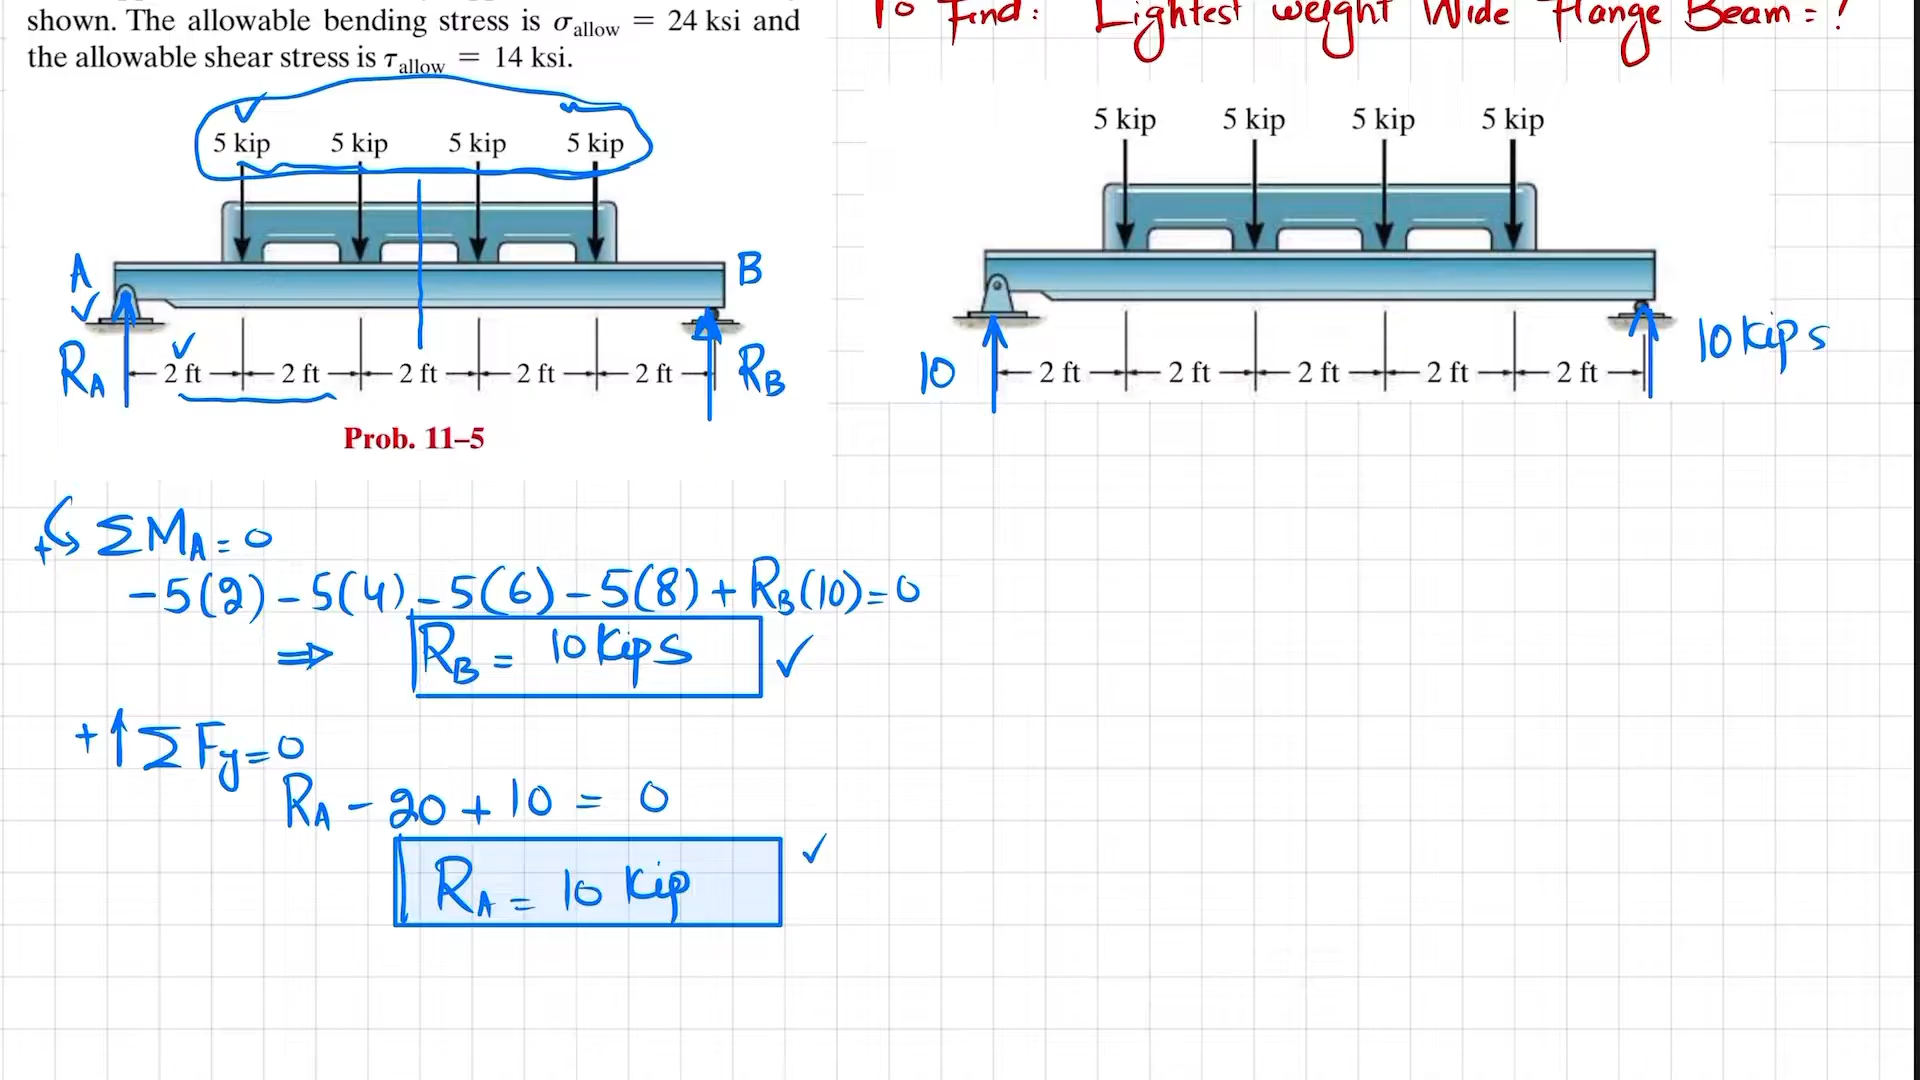 shown. The allowable bending stress is σallow = 24 ksi and
the allowable shear stress is τallow = 14 ksi.
To Find: Lightest weight Wide Flange Beam = ?
5 kip 5 kip 5 kip 5 kip
A
B
RA
RB
2 ft 2 ft 2 ft 2 ft 2 ft
Prob. 11–5
5 kip 5 kip 5 kip 5 kip
10
10 kips
2 ft 2 ft 2 ft 2 ft 2 ft
+ ΣMA = 0
-5(2) - 5(4) - 5(6) - 5(8) + RB(10) = 0
⇒ RB = 10 kips ✓
+↑ ΣFy = 0
RA - 20 + 10 = 0
RA = 10 kip ✓